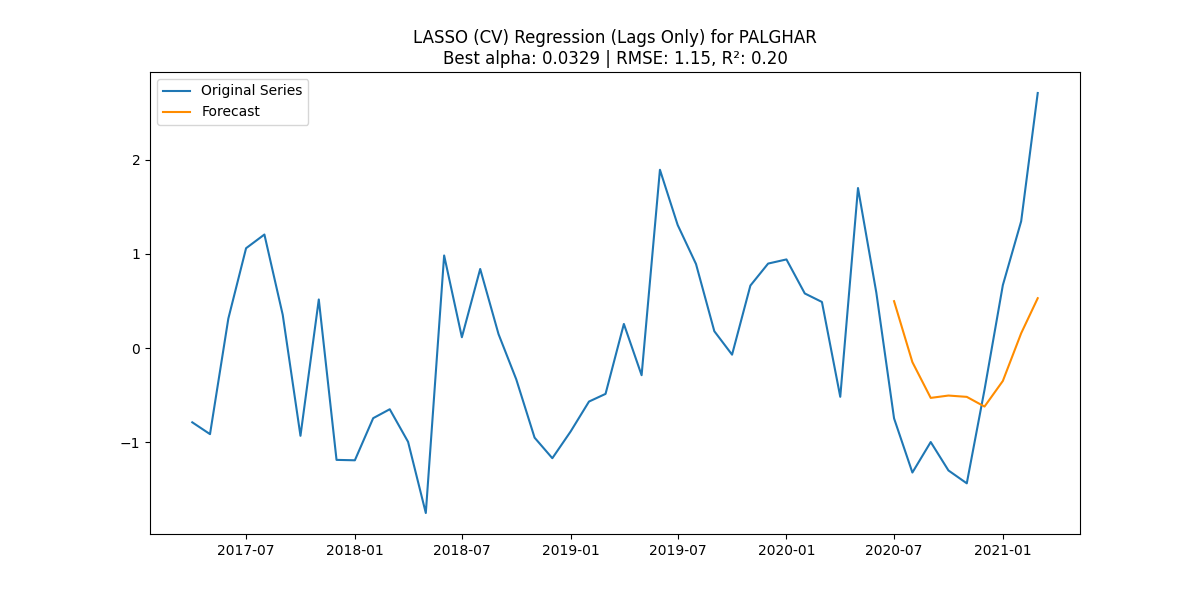 LASSO (CV) Regression (Lags Only) for PALGHAR
Best alpha: 0.0329 | RMSE: 1.15, R²: 0.20
Original Series
Forecast
2
1
0
−1
2017-07 2018-01 2018-07 2019-01 2019-07 2020-01 2020-07 2021-01